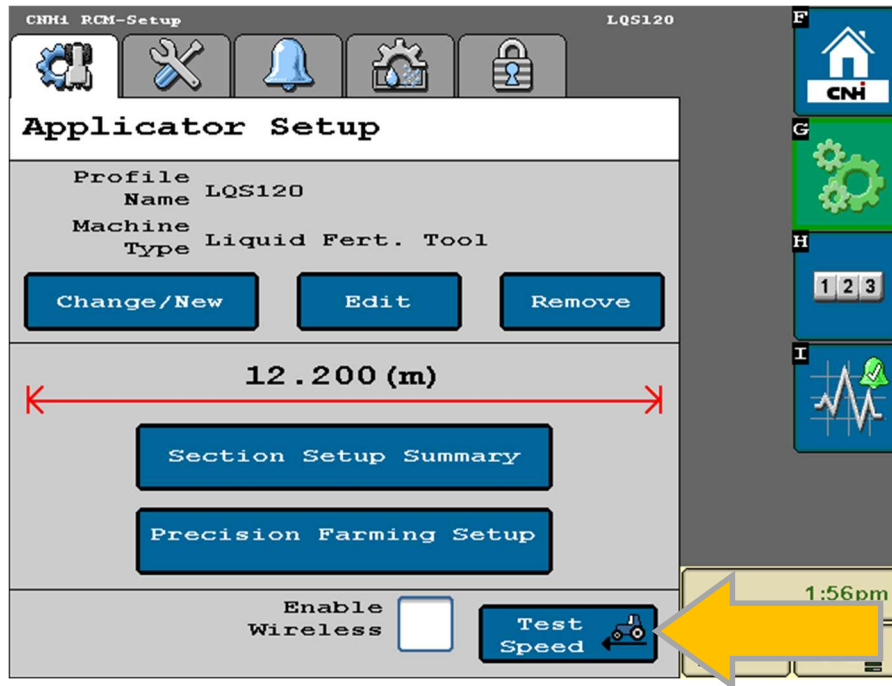 CNHi RCM-Setup LQS120
Applicator Setup
Profile
Name LQS120
Machine
Type Liquid Fert. Tool
Change/New Edit Remove
12.200(m)
Section Setup Summary
Precision Farming Setup
Enable
Wireless
Test
Speed
F
CNHi
G
H
1 2 3
I
1:56pm